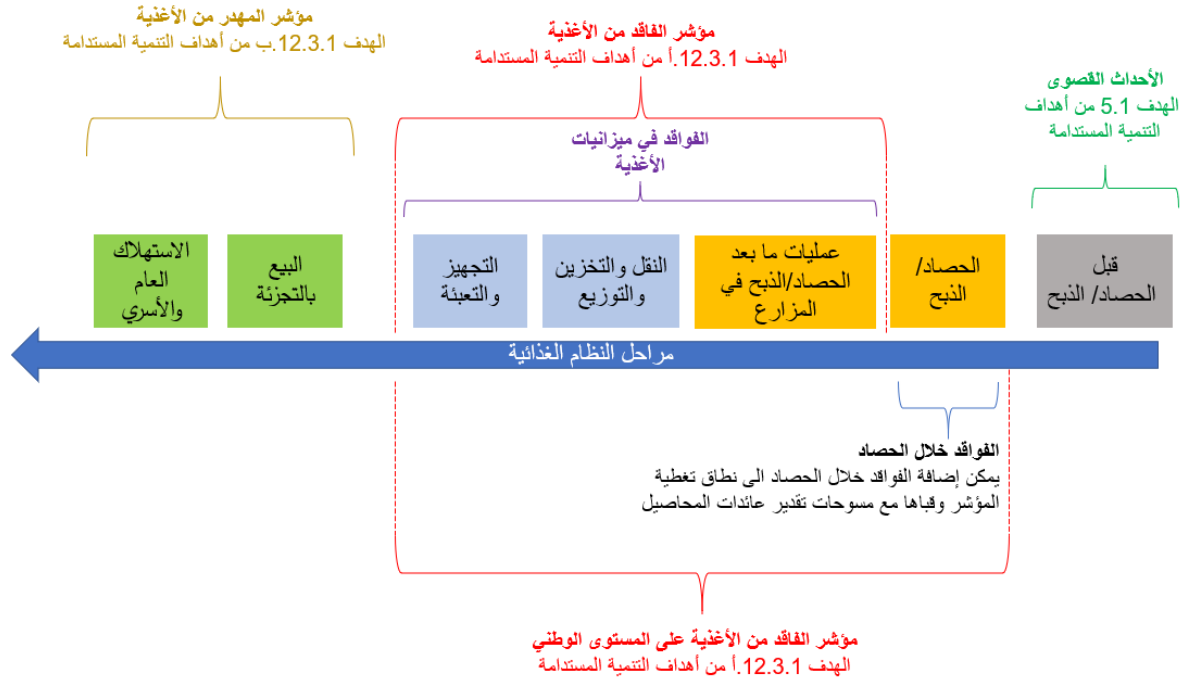 مؤشر المهدر من الأغذية
الهدف 12.3.1.ب من أهداف التنمية المستدامة
مؤشر الفاقد من الأغذية
الهدف 12.3.1.أ من أهداف التنمية المستدامة
الأحداث القصوى
الهدف 5.1 من أهداف
التنمية المستدامة
الفواقد في ميزانيات
الأغذية
قبل
الحصاد/ الذبح
الحصاد/
الذبح
عمليات ما بعد
الحصاد/الذبح في
المزارع
النقل والتخزين
والتوزيع
التجهيز
والتعبئة
البيع
بالتجزئة
الاستهلاك
العام
والأسري
مراحل النظام الغذائية
الفواقد خلال الحصاد
يمكن إضافة الفواقد خلال الحصاد الى نطاق تغطية
المؤشر وقباها مع مسوحات تقدير عائدات المحاصيل
مؤشر الفاقد من الأغذية على المستوى الوطني
الهدف 12.3.1.أ من أهداف التنمية المستدامة